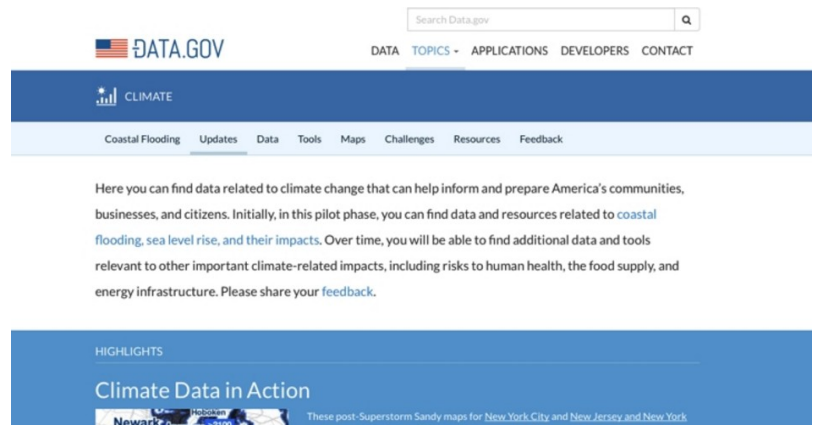 Search Data.gov
DATA.GOV
DATA TOPICS APPLICATIONS DEVELOPERS CONTACT
CLIMATE
Coastal Flooding Updates Data Tools Maps Challenges Resources Feedback
Here you can find data related to climate change that can help inform and prepare America's communities,
businesses, and citizens. Initially, in this pilot phase, you can find data and resources related to coastal
flooding, sea level rise, and their impacts. Over time, you will be able to find additional data and tools
relevant to other important climate-related impacts, including risks to human health, the food supply, and
energy infrastructure. Please share your feedback.
HIGHLIGHTS
Climate Data in Action
Hoboken
Newark
>2100
These post-Superstorm Sandy maps for New York City and New Jersey and New York